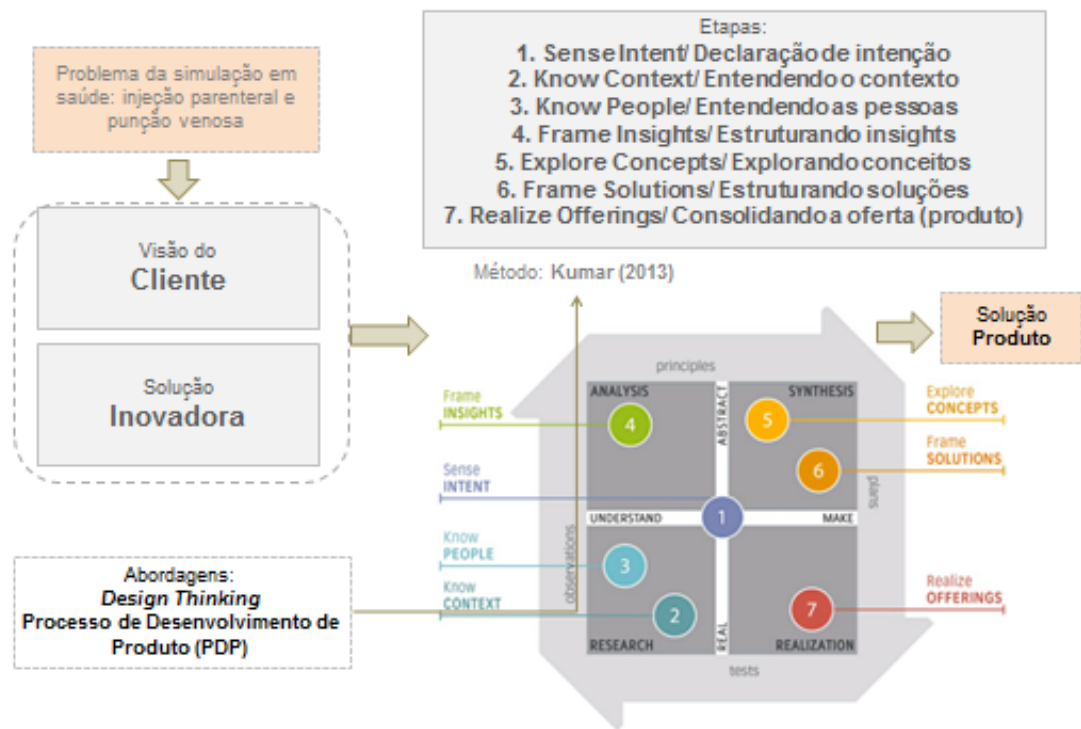 Problema da simulação em
saúde: injeção parenteral e
punção venosa
Visão do
Cliente
Solução
Inovadora
Abordagens:
Design Thinking
Processo de Desenvolvimento de
Produto (PDP)
Etapas:
1. Sense Intent/ Declaração de intenção
2. Know Context/ Entendendo o contexto
3. Know People/ Entendendo as pessoas
4. Frame Insights/ Estruturando insights
5. Explore Concepts/ Explorando conceitos
6. Frame Solutions/ Estruturando soluções
7. Realize Offerings/ Consolidando a oferta (produto)
Método: Kumar (2013)
Solução
Produto
principles
ANALYSIS
SYNTHESIS
ABSTRACT
Frame
INSIGHTS
4
5
Explore
CONCEPTS
6
Frame
SOLUTIONS
Sense
INTENT
plans
UNDERSTAND
1
MAKE
observations
Know
PEOPLE
3
Know
CONTEXT
2
7
Realize
OFFERINGS
RESEARCH
REAL
REALIZATION
tests